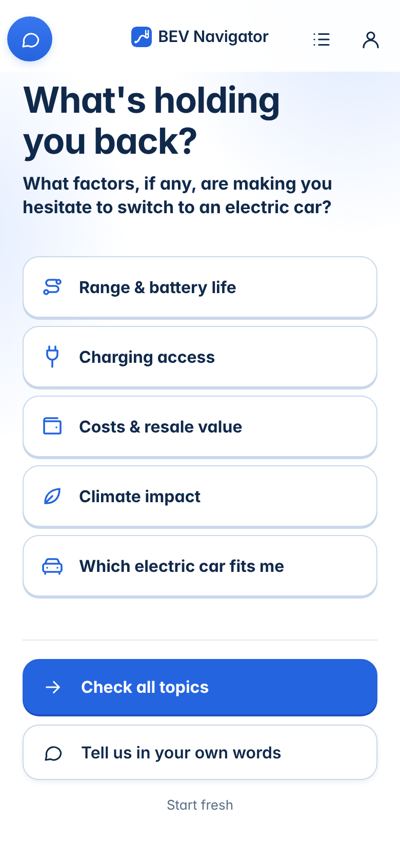 BEV Navigator
What's holding
you back?
What factors, if any, are making you
hesitate to switch to an electric car?
Range & battery life
Charging access
Costs & resale value
Climate impact
Which electric car fits me
Check all topics
Tell us in your own words
Start fresh